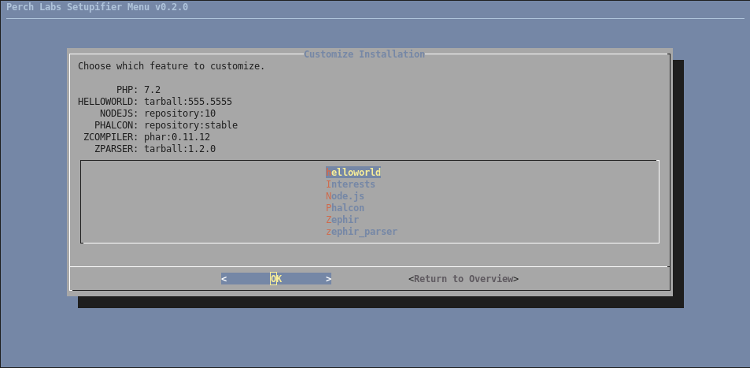 Perch Labs Setupifier Menu v0.2.0
Customize Installation
Choose which feature to customize.
PHP: 7.2
HELLOWORLD: tarball:555.5555
NODEJS: repository:10
PHALCON: repository:stable
ZCOMPILER: phar:0.11.12
ZPARSER: tarball:1.2.0
Helloworld
Interests
Node.js
Phalcon
Zephir
zephir_parser
< OK > <Return to Overview>